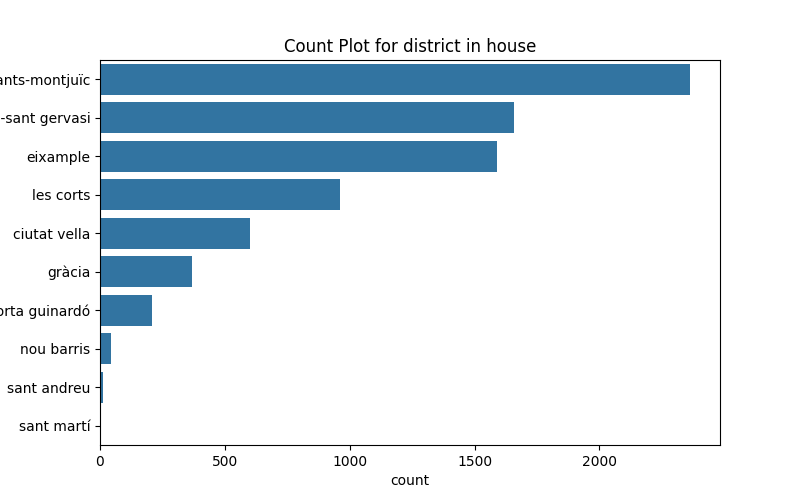 Count Plot for district in house
ants-montjuïc
-sant gervasi
eixample
les corts
ciutat vella
gràcia
orta guinardó
nou barris
sant andreu
sant martí
0 500 1000 1500 2000
count